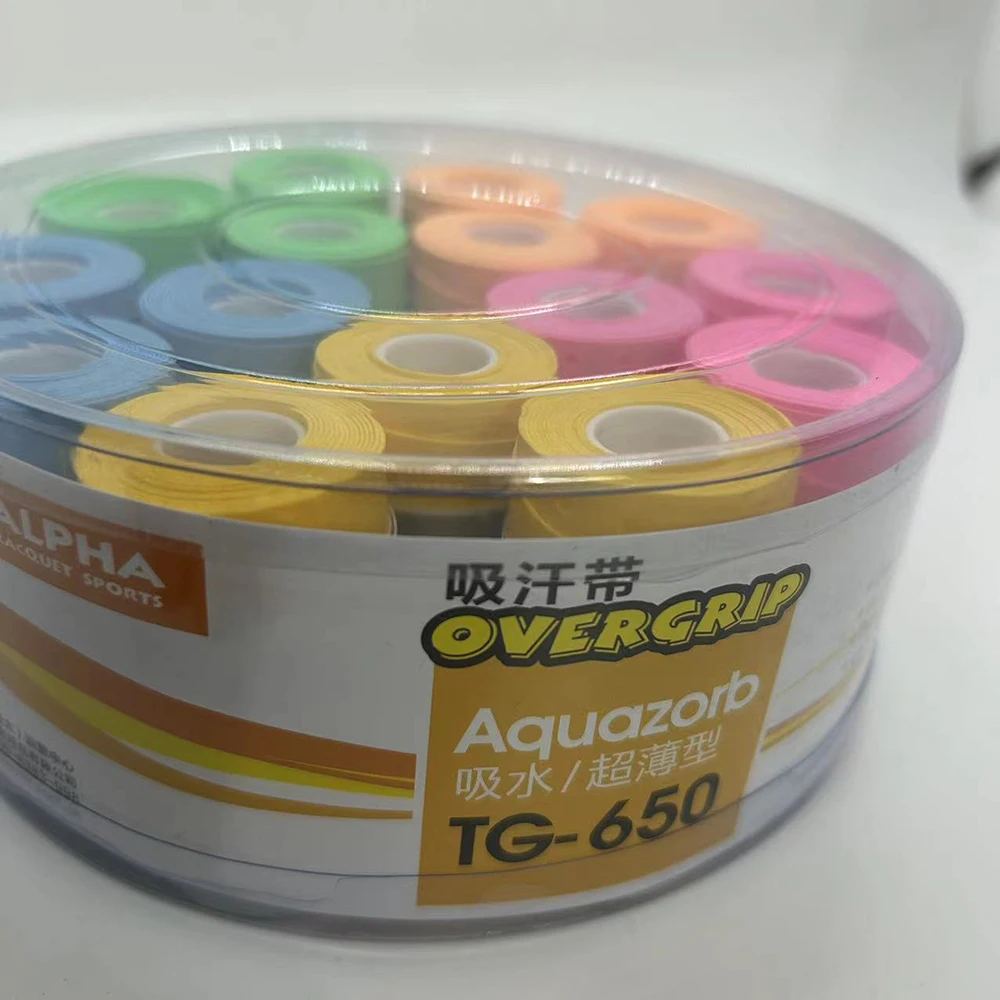 ALPHA
RACQUET SPORTS
吸汗带
OVERGRIP
Aquazorb
吸水/超薄型
TG-650